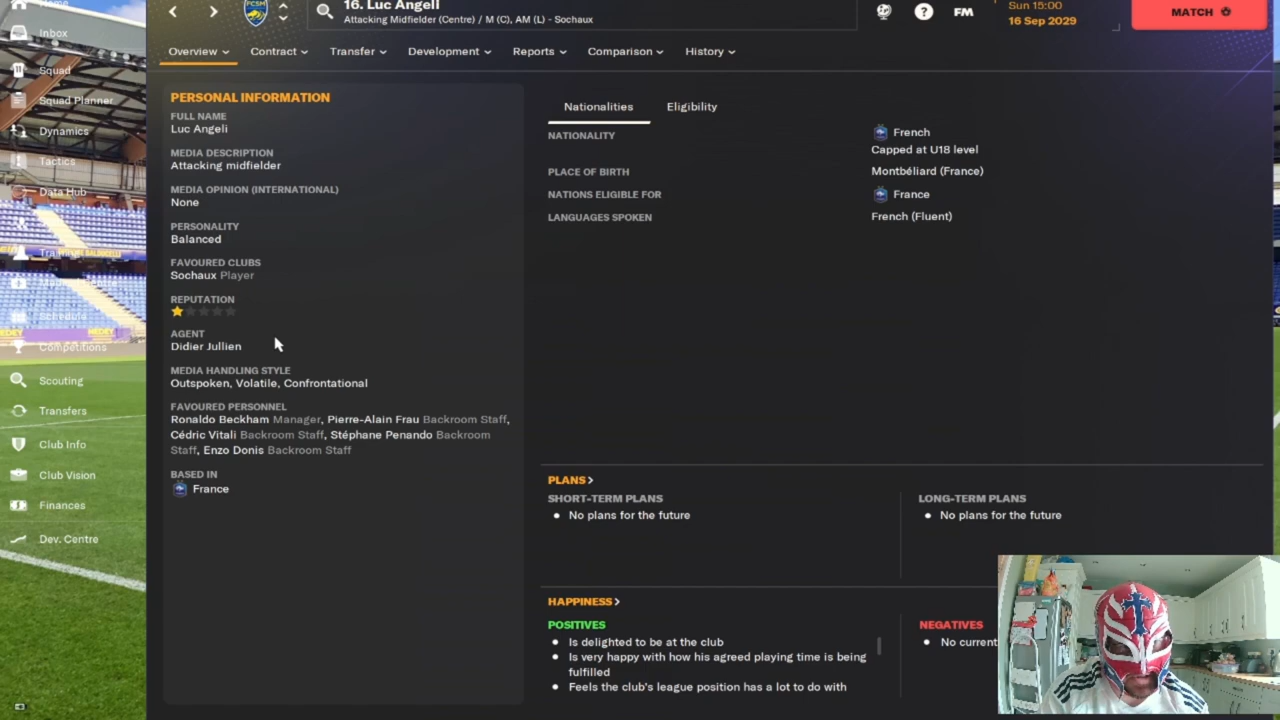 Home
16. Luc Angeli
Attacking Midfielder (Centre) / M (C), AM (L) - Sochaux
FM
Sun 15:00
16 Sep 2029
MATCH
Inbox
Squad
Squad Planner
Dynamics
Tactics
Data Hub
Training
Schedule
Competitions
Scouting
Transfers
Club Info
Club Vision
Finances
Dev. Centre
Overview
Contract
Transfer
Development
Reports
Comparison
History
PERSONAL INFORMATION
FULL NAME
Luc Angeli
MEDIA DESCRIPTION
Attacking midfielder
MEDIA OPINION (INTERNATIONAL)
None
PERSONALITY
Balanced
FAVOURED CLUBS
Sochaux Player
REPUTATION
AGENT
Didier Jullien
MEDIA HANDLING STYLE
Outspoken, Volatile, Confrontational
FAVOURED PERSONNEL
Ronaldo Beckham Manager, Pierre-Alain Frau Backroom Staff,
Cédric Vitali Backroom Staff, Stéphane Penando Backroom
Staff, Enzo Donis Backroom Staff
BASED IN
France
Nationalities
Eligibility
NATIONALITY
French
Capped at U18 level
PLACE OF BIRTH
Montbéliard (France)
NATIONS ELIGIBLE FOR
France
LANGUAGES SPOKEN
French (Fluent)
PLANS
SHORT-TERM PLANS
No plans for the future
LONG-TERM PLANS
No plans for the future
HAPPINESS
POSITIVES
Is delighted to be at the club
Is very happy with how his agreed playing time is being
fulfilled
Feels the club's league position has a lot to do with
NEGATIVES
No current